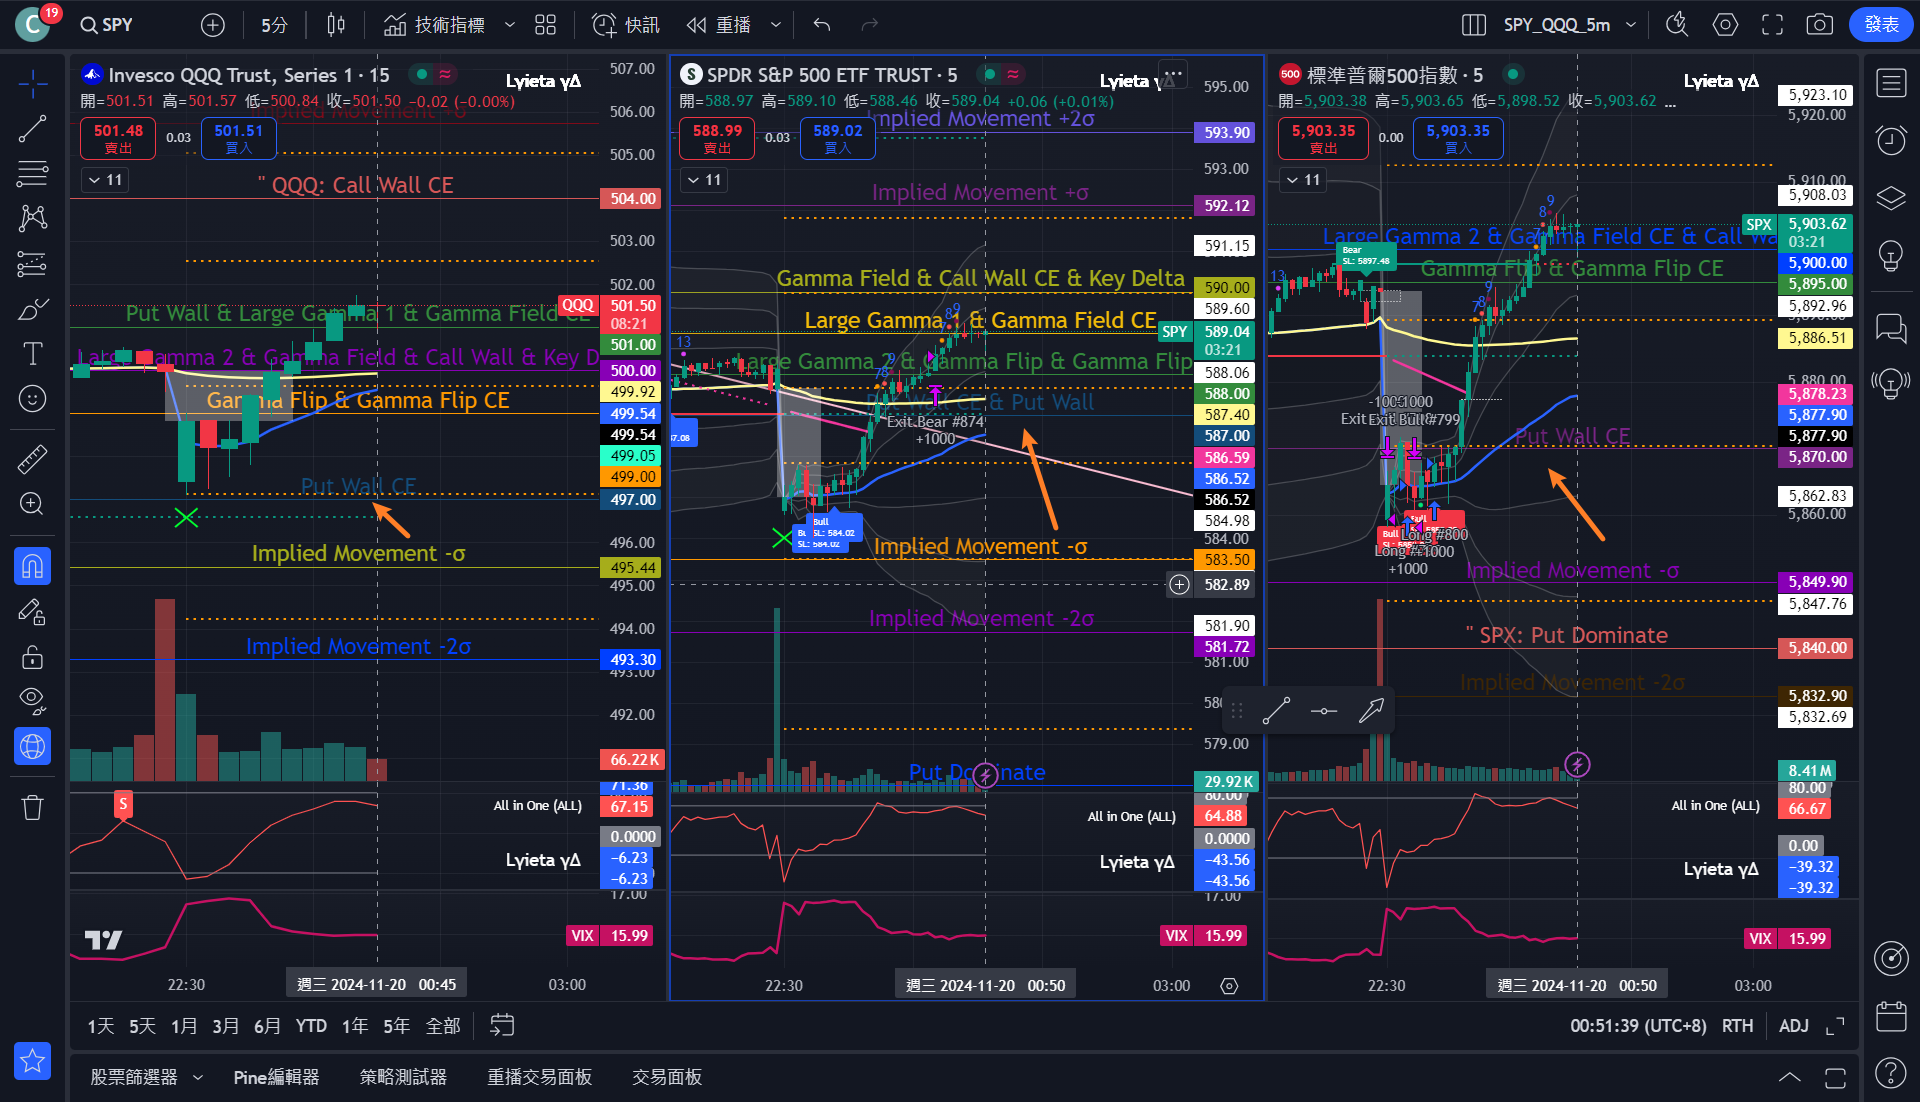 C
19
SPY
5分
技術指標
快訊
重播
SPY_QQQ_5m
發表
Invesco QQQ Trust, Series 1 · 15
Lyieta γΔ
開=501.51 高=501.57 低=500.84 收=501.50 −0.02 (−0.00%)
Implied Movement +σ
501.48
賣出
0.03
501.51
買入
11
" QQQ: Call Wall CE
Put Wall & Large Gamma 1 & Gamma Field CE
Large Gamma 2 & Gamma Field & Call Wall & Key D
Gamma Flip & Gamma Flip CE
Put Wall CE
Implied Movement -σ
Implied Movement -2σ
507.00
506.00
505.00
504.00
503.00
502.00
QQQ
501.50
08:21
501.00
500.00
499.92
499.54
499.54
499.05
499.00
497.00
496.00
495.44
495.00
494.00
493.30
493.00
492.00
66.22 K
71.36
S
All in One (ALL)
67.15
0.0000
Lyieta γΔ
−6.23
−6.23
17.00
VIX 15.99
22:30
週三 2024-11-20 00:45
03:00
S
SPDR S&P 500 ETF TRUST · 5
Lyieta γΔ
開=588.97 高=589.10 低=588.46 收=589.04 +0.06 (+0.01%)
Implied Movement +2σ
588.99
賣出
0.03
589.02
買入
11
Implied Movement +σ
Gamma Field & Call Wall CE & Key Delta
Large Gamma 1 & Gamma Field CE
Large Gamma 2 & Gamma Flip & Gamma Flip
Wall CE & Put Wall
13
Exit Bear #874
+1000
Bull
SL: 584.02
SL: 584.02
Implied Movement -σ
Implied Movement -2σ
Put Dominate
595.00
593.90
593.00
592.12
591.15
590.00
589.60
SPY
589.04
03:21
588.06
588.00
587.40
587.00
586.59
586.52
586.52
584.98
584.00
583.50
582.89
581.90
581.72
581.00
579.00
29.92 K
80.00
All in One (ALL)
64.88
0.0000
Lyieta γΔ
−43.56
−43.56
17.00
VIX 15.99
22:30
週三 2024-11-20 00:50
03:00
500
標準普爾500指數 · 5
Lyieta γΔ
開=5,903.38 高=5,903.65 低=5,898.52 收=5,903.62 ...
5,903.35
賣出
0.00
5,903.35
買入
11
Large Gamma 2 & Gamma Field CE & Call Wa
Bear
SL: 5897.48
Gamma Flip & Gamma Flip CE
13
-1000
Put Wall CE
Bull
Long #800
+1000
Implied Movement -σ
" SPX: Put Dominate
Implied Movement -2σ
5,923.10
5,920.00
5,910.00
5,908.03
SPX
5,903.62
03:21
5,900.00
5,895.00
5,892.96
5,886.51
5,880.00
5,878.23
5,877.90
5,877.90
5,870.00
5,862.83
5,860.00
5,849.90
5,847.76
5,840.00
5,832.90
5,832.69
8.41 M
80.00
All in One (ALL)
66.67
0.00
Lyieta γΔ
−39.32
−39.32
VIX 15.99
22:30
週三 2024-11-20 00:50
03:00
1天 5天 1月 3月 6月 YTD 1年 5年 全部
00:51:39 (UTC+8) RTH ADJ
股票篩選器
Pine編輯器
策略測試器
重播交易面板
交易面板